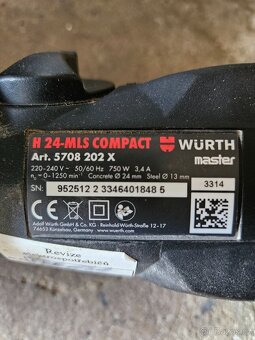 H 24-MLS COMPACT
WÜRTH
Art. 5708 202 X
master
220-240 V~ 50/60 Hz 750 W 3,4 A
n₀ = 0-1250 min⁻¹ Concrete Ø 24 mm Steel Ø 13 mm
SN: 952512 2 3346401848 5
3314
Adolf Würth GmbH & Co. KG · Reinhold-Würth-Straße 12-17
74653 Künzelsau, Germany www.wuerth.com
Revize